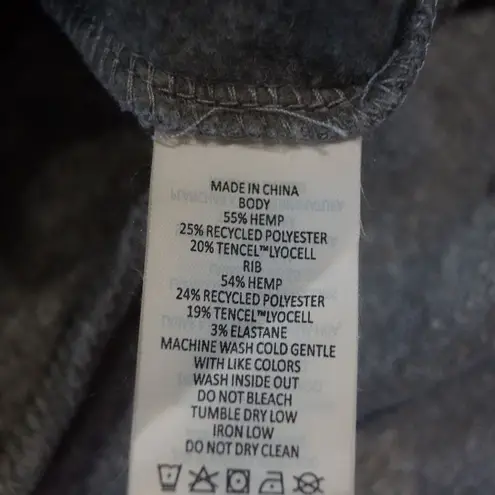 MADE IN CHINA
BODY
55% HEMP
25% RECYCLED POLYESTER
20% TENCEL™LYOCELL
RIB
54% HEMP
24% RECYCLED POLYESTER
19% TENCEL™LYOCELL
3% ELASTANE
MACHINE WASH COLD GENTLE
WITH LIKE COLORS
WASH INSIDE OUT
DO NOT BLEACH
TUMBLE DRY LOW
IRON LOW
DO NOT DRY CLEAN